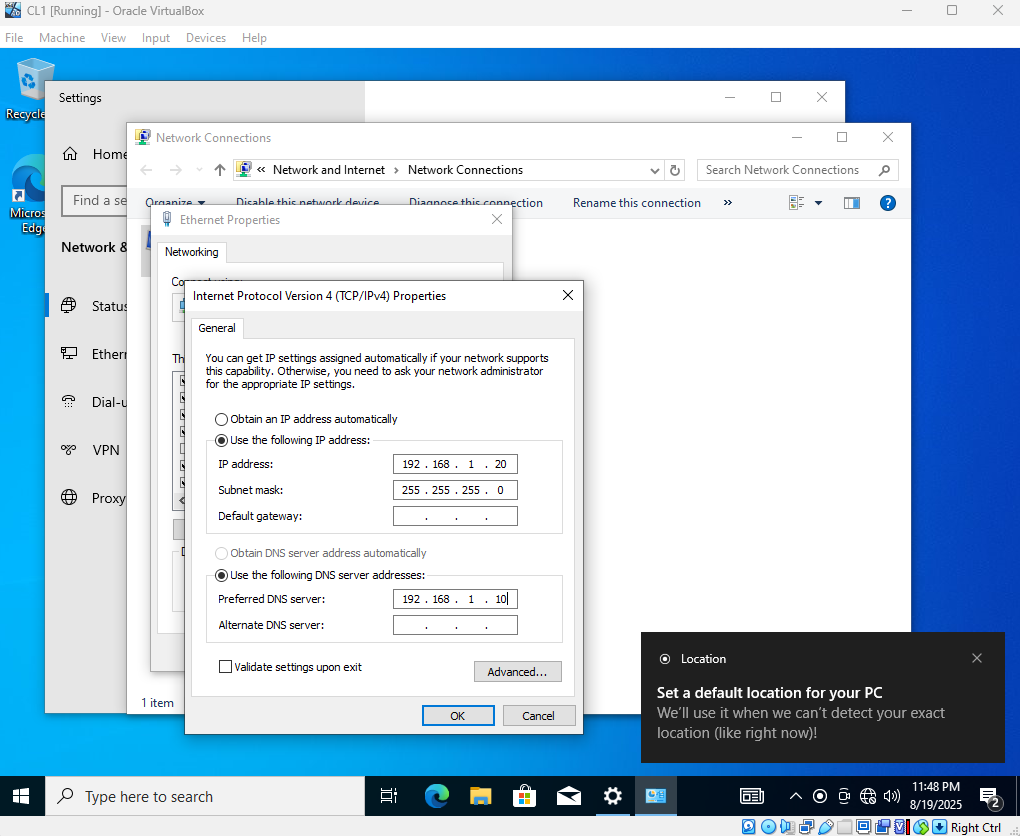 CL1 [Running] - Oracle VirtualBox
File Machine View Input Devices Help
Recycle
Settings
Network Connections
Home
« Network and Internet › Network Connections
Search Network Connections
Micros
Edge
Find a se
Organize Disable this network device Diagnose this connection Rename this connection »
Ethernet Properties
Network &
Networking
Connect using:
Internet Protocol Version 4 (TCP/IPv4) Properties
Status
General
Ethern
Th
You can get IP settings assigned automatically if your network supports
this capability. Otherwise, you need to ask your network administrator
for the appropriate IP settings.
Dial-u
Obtain an IP address automatically
Use the following IP address:
VPN
IP address: 192 . 168 . 1 . 20
Subnet mask: 255 . 255 . 255 . 0
Proxy
Default gateway: . . .
Obtain DNS server address automatically
Use the following DNS server addresses:
Preferred DNS server: 192 . 168 . 1 . 10
Alternate DNS server: . . .
Validate settings upon exit
Advanced...
1 item
OK Cancel
Location
Set a default location for your PC
We'll use it when we can't detect your exact
location (like right now)!
Type here to search
11:48 PM
8/19/2025
2
Right Ctrl